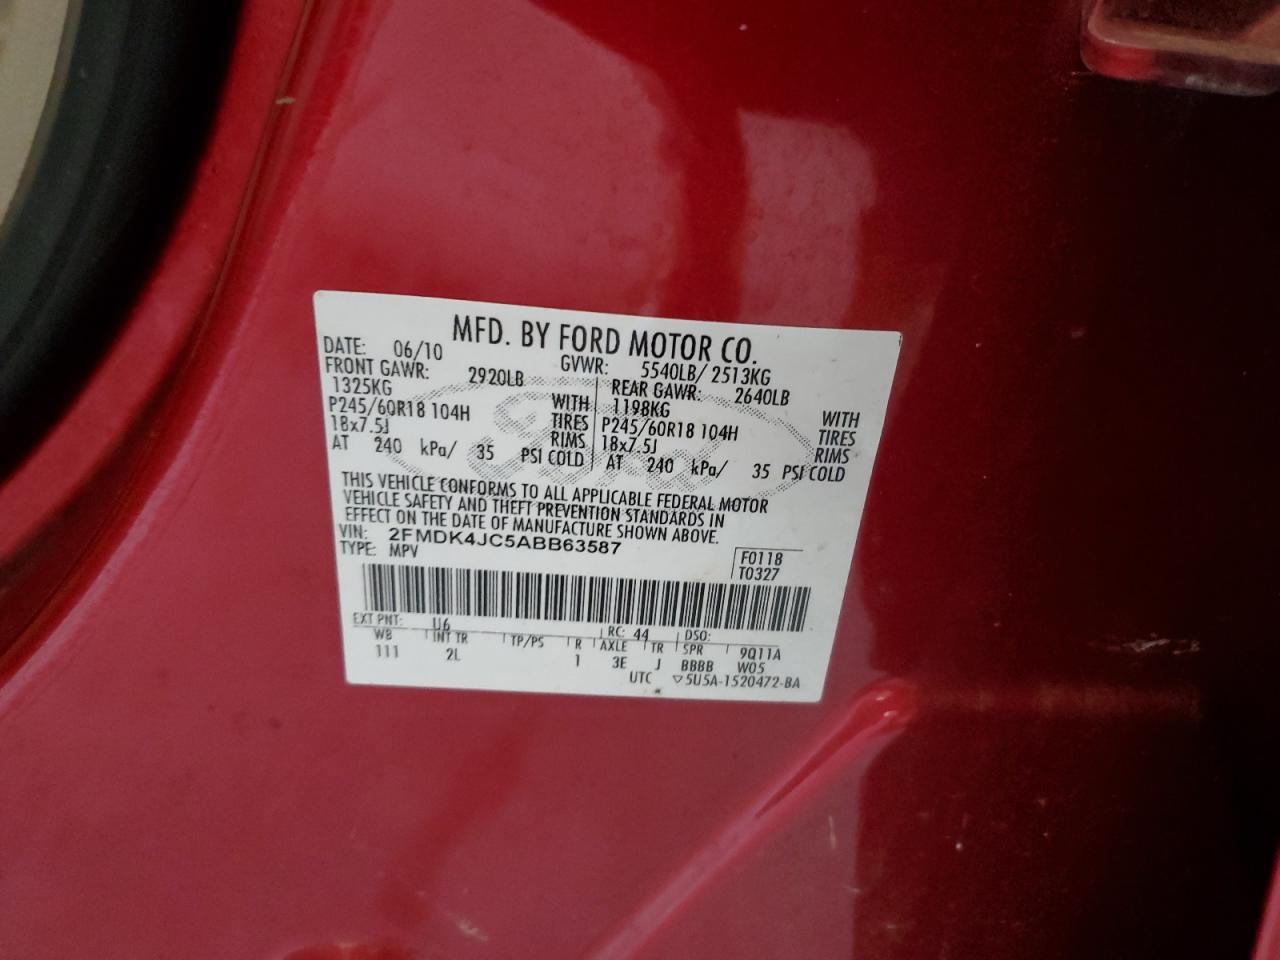 MFD. BY FORD MOTOR CO.
DATE: 06/10 GVWR: 5540LB/ 2513KG
FRONT GAWR: 2920LB REAR GAWR: 2640LB
1325KG WITH 1198KG WITH
P245/60R18 104H TIRES P245/60R18 104H TIRES
18x7.5J RIMS 18x7.5J RIMS
AT 240 kPa/ 35 PSI COLD AT 240 kPa/ 35 PSI COLD
THIS VEHICLE CONFORMS TO ALL APPLICABLE FEDERAL MOTOR
VEHICLE SAFETY AND THEFT PREVENTION STANDARDS IN
EFFECT ON THE DATE OF MANUFACTURE SHOWN ABOVE.
VIN: 2FMDK4JC5ABB63587
TYPE: MPV
F0118
T0327
EXT PNT: U6 RC: 44 DSO:
WB INT TR TP/PS R AXLE TR SPR 9Q11A
111 2L 1 3E J BBBB W05
UTC ▽5U5A-1520472-BA
Ford